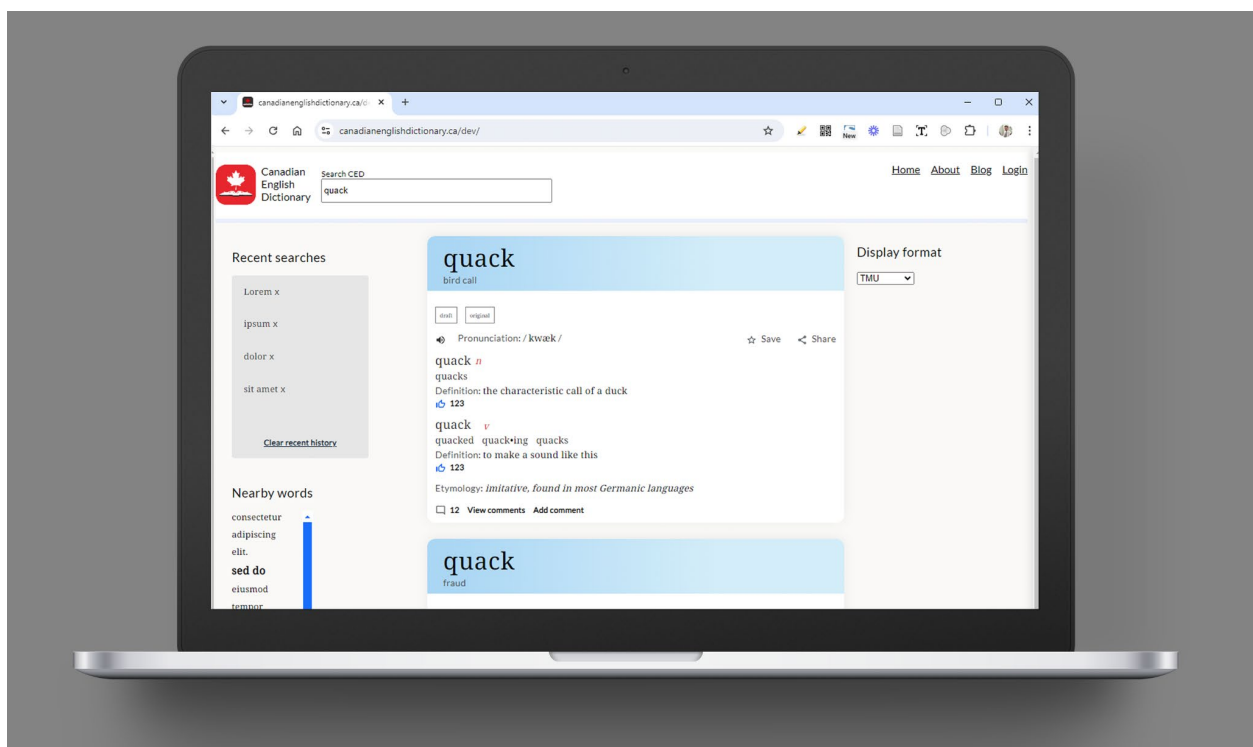 canadianenglishdictionary.ca/d
canadianenglishdictionary.ca/dev/
New
Canadian
English
Dictionary
Search CED
quack
Home About Blog Login
Recent searches
Lorem x
ipsum x
dolor x
sit amet x
Clear recent history
Nearby words
consectetur
adipiscing
elit.
sed do
eiusmod
tempor
quack
bird call
draft original
Pronunciation: / kwæk /
Save Share
quack n
quacks
Definition: the characteristic call of a duck
123
quack v
quacked quack•ing quacks
Definition: to make a sound like this
123
Etymology: imitative, found in most Germanic languages
12 View comments Add comment
quack
fraud
Display format
TMU